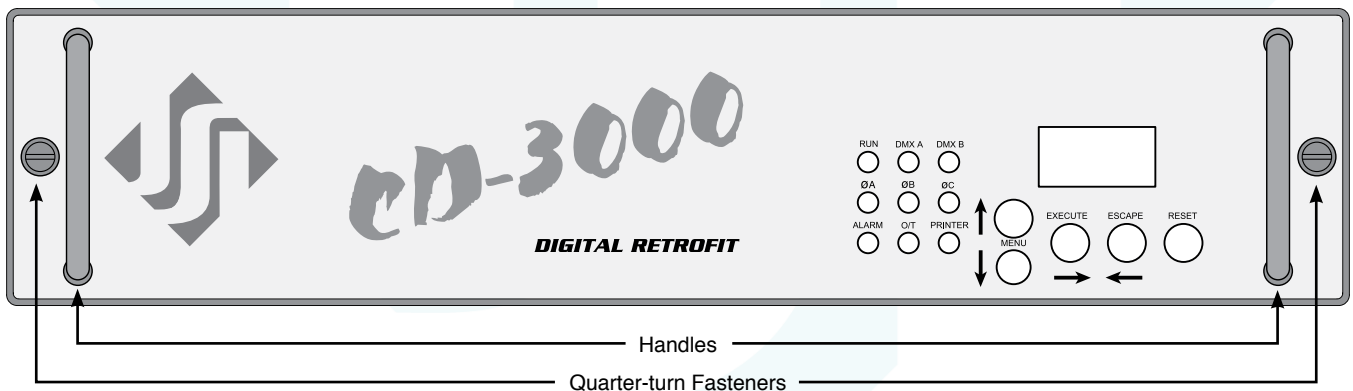 CD-3000
DIGITAL RETROFIT
RUN DMX A DMX B
ØA ØB ØC
ALARM O/T PRINTER
MENU
EXECUTE ESCAPE RESET
Handles
Quarter-turn Fasteners